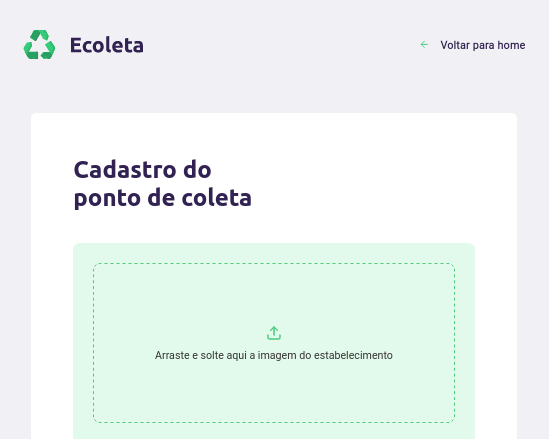 Ecoleta
Voltar para home
Cadastro do
ponto de coleta
Arraste e solte aqui a imagem do estabelecimento